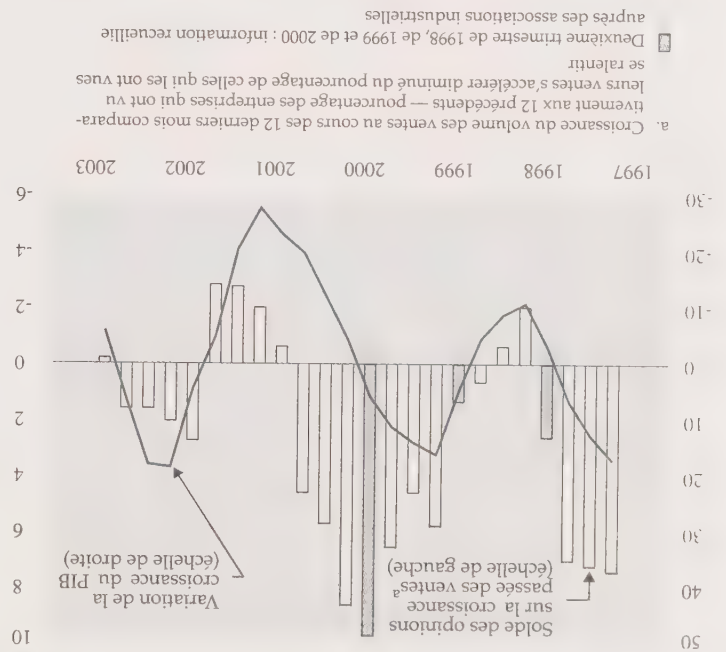 50
10
Solde des opinions
sur la croissance
passée des ventesᵃ
(échelle de gauche)
Variation de la
croissance du PIB
(échelle de droite)
40
8
30
6
20
4
10
2
0
0
-10
-2
-20
-4
-30
-6
1997 1998 1999 2000 2001 2002 2003
a. Croissance du volume des ventes au cours des 12 derniers mois compara-
tivement aux 12 précédents — pourcentage des entreprises qui ont vu
leurs ventes s'accélérer diminué du pourcentage de celles qui les ont vues
se ralentir
Deuxième trimestre de 1998, de 1999 et de 2000 : information recueillie
auprès des associations industrielles